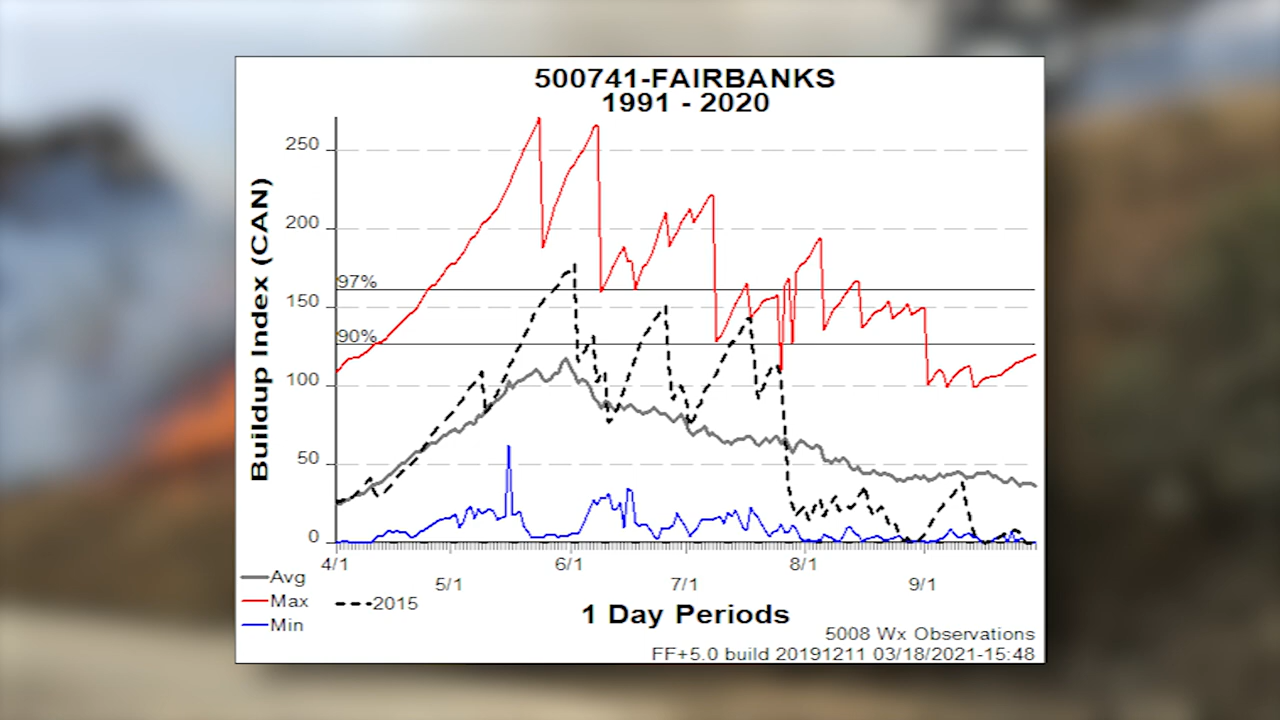 500741-FAIRBANKS
1991 - 2020
Buildup Index (CAN)
250
200
97%
150
90%
100
50
0
4/1
5/1
6/1
7/1
8/1
9/1
Avg
Max
2015
Min
1 Day Periods
5008 Wx Observations
FF+5.0 build 20191211 03/18/2021-15:48